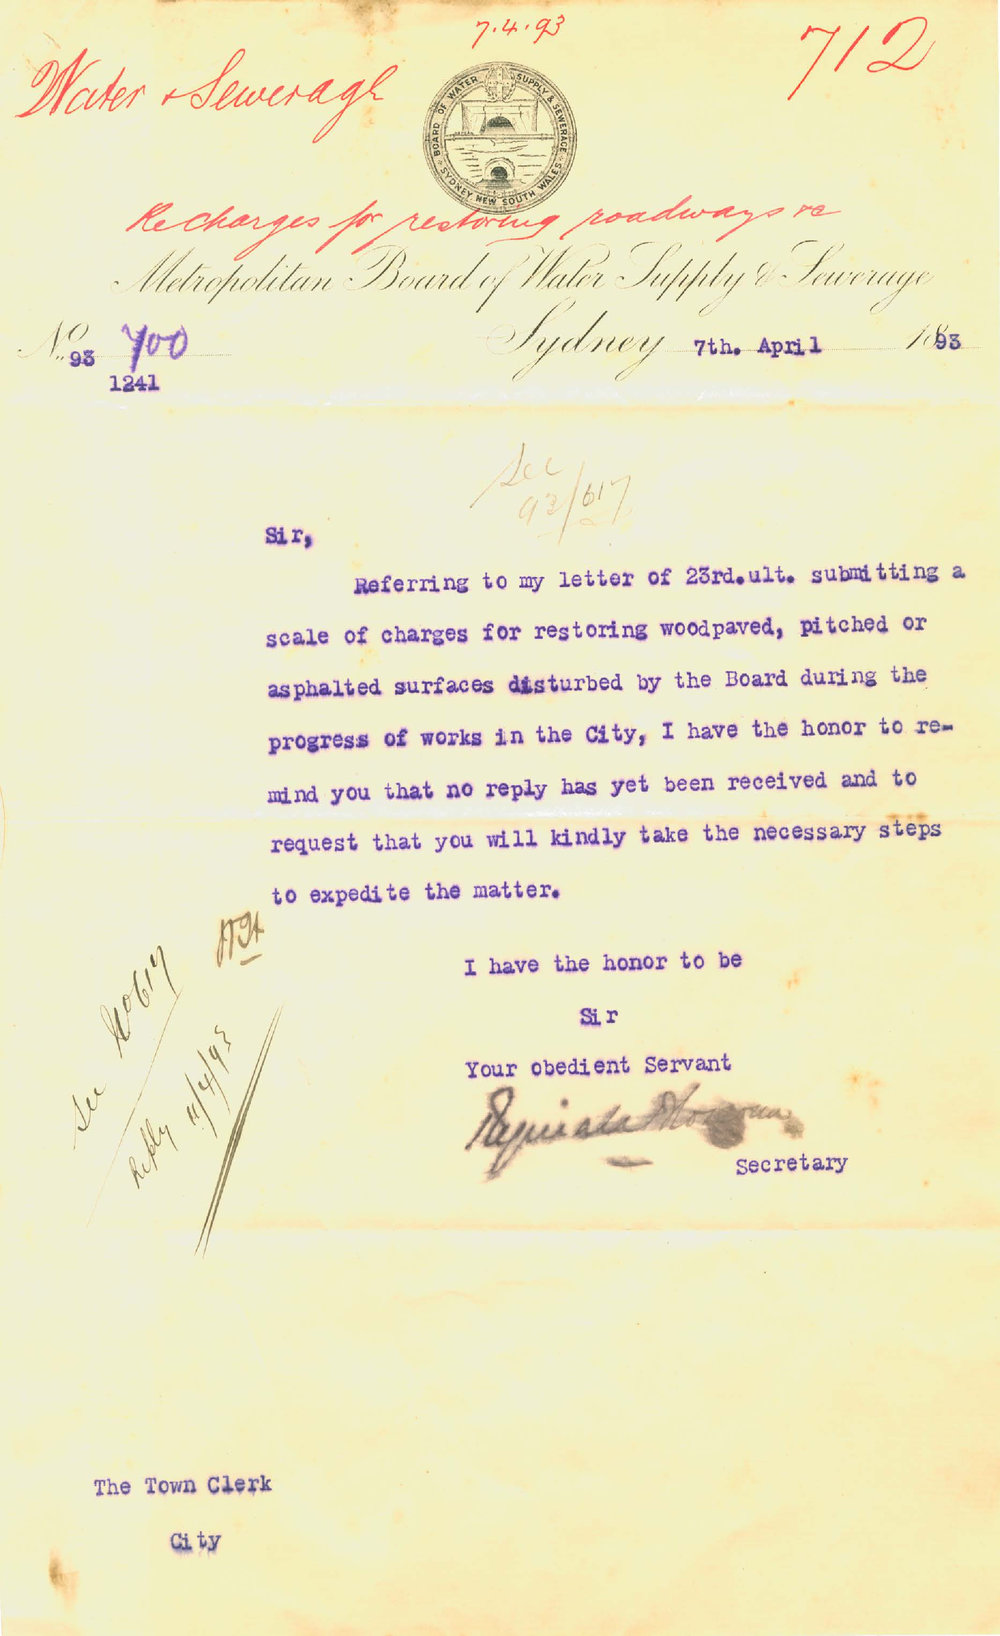 7.4.93
712
Water & Sewerage
BOARD OF WATER SUPPLY & SEWERAGE
SYDNEY NEW SOUTH WALES
Re charges for restoring roadways re
Metropolitan Board of Water Supply & Sewerage
No. 93 700
1241
Sydney 7th. April 1893
See
93/617
Sir,
Referring to my letter of 23rd.ult. submitting a
scale of charges for restoring woodpaved, pitched or
asphalted surfaces disturbed by the Board during the
progress of works in the City, I have the honor to re-
mind you that no reply has yet been received and to
request that you will kindly take the necessary steps
to expedite the matter.
I have the honor to be
Sir
Your obedient Servant
Secretary
See 617
Reply 11/4/93
The Town Clerk
City